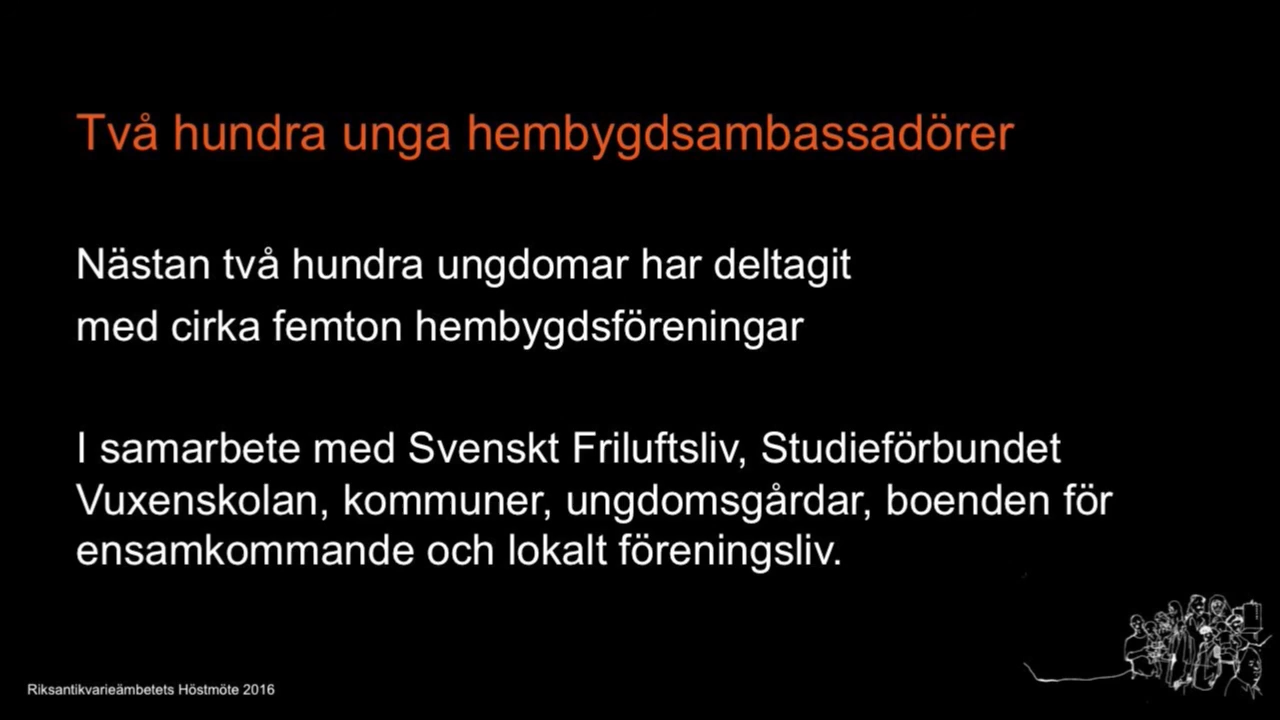 Två hundra unga hembygdsambassadörer
Nästan två hundra ungdomar har deltagit
med cirka femton hembygdsföreningar
I samarbete med Svenskt Friluftsliv, Studieförbundet
Vuxenskolan, kommuner, ungdomsgårdar, boenden för
ensamkommande och lokalt föreningsliv.
Riksantikvarieämbetets Höstmöte 2016